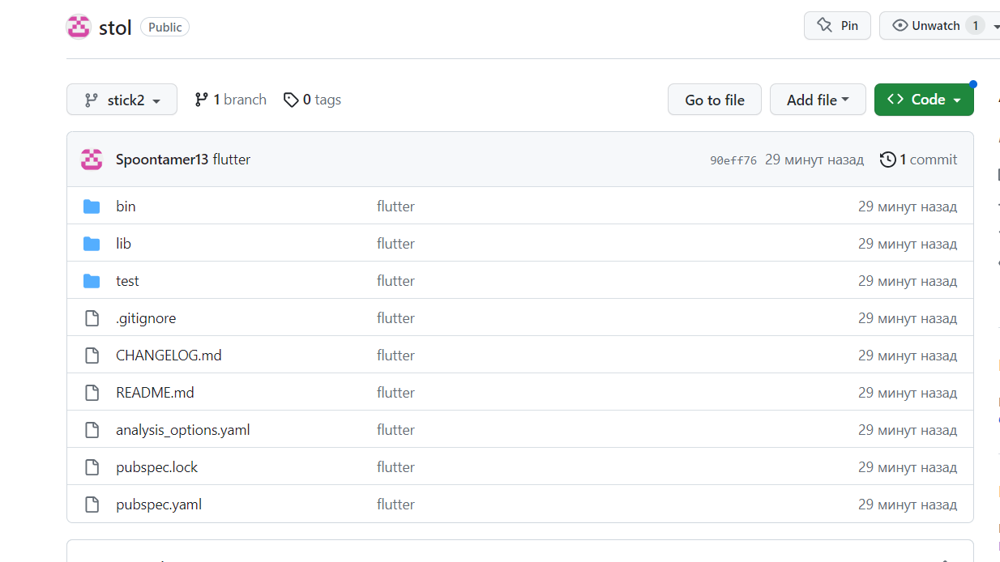 stol Public Pin Unwatch 1
stick2 1 branch 0 tags Go to file Add file Code
Spoontamer13 flutter 90eff76 29 минут назад 1 commit
bin flutter 29 минут назад
lib flutter 29 минут назад
test flutter 29 минут назад
.gitignore flutter 29 минут назад
CHANGELOG.md flutter 29 минут назад
README.md flutter 29 минут назад
analysis_options.yaml flutter 29 минут назад
pubspec.lock flutter 29 минут назад
pubspec.yaml flutter 29 минут назад